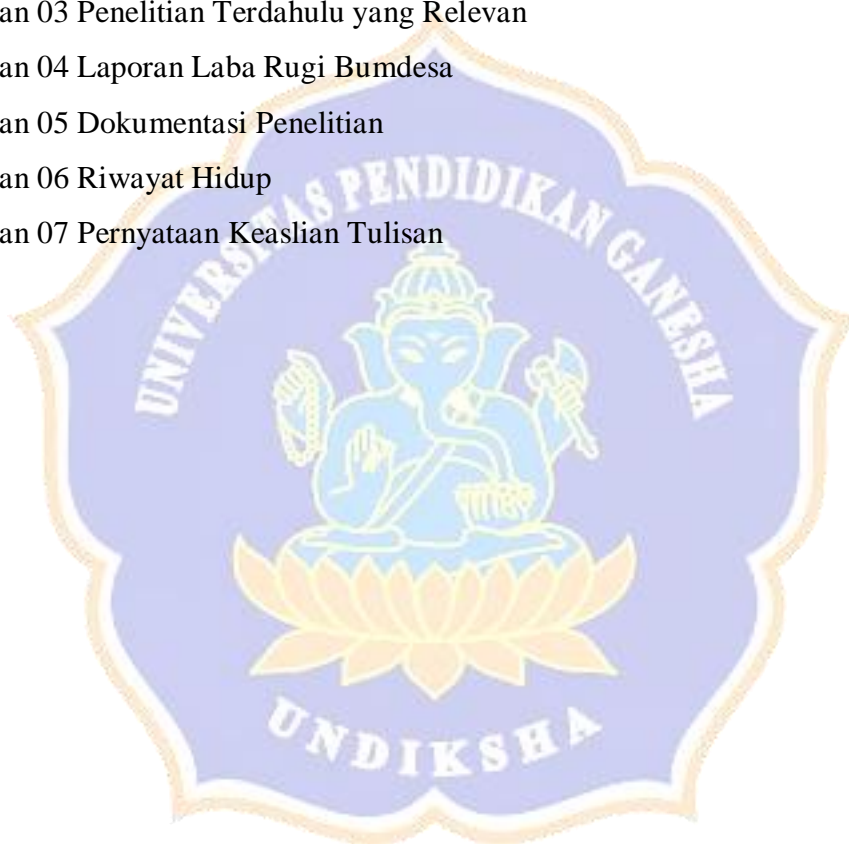 an 03 Penelitian Terdahulu yang Relevan
an 04 Laporan Laba Rugi Bumdesa
an 05 Dokumentasi Penelitian
an 06 Riwayat Hidup
an 07 Pernyataan Keaslian Tulisan
UNIVERSITAS PENDIDIKAN GANESHA
UNDIKSHA